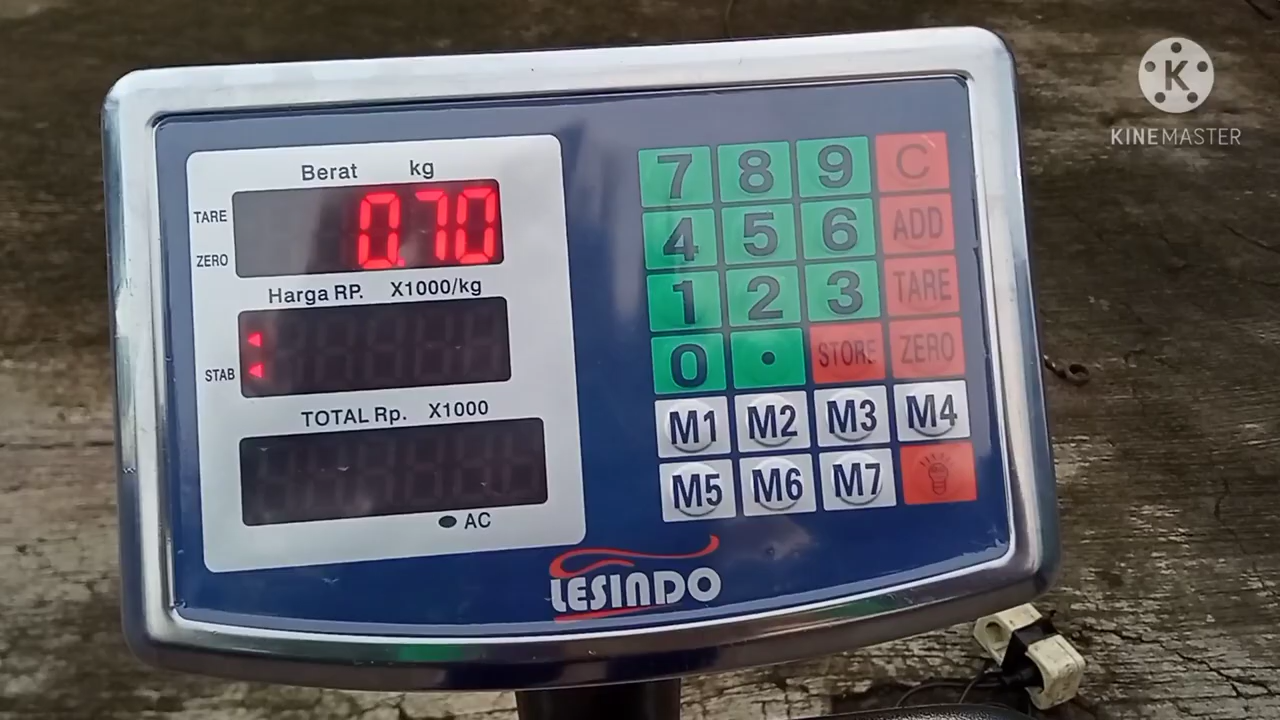 Berat kg
TARE
0.70
ZERO
Harga RP. X1000/kg
STAB
TOTAL Rp. X1000
AC
7 8 9 C
4 5 6 ADD
1 2 3 TARE
0 . STORE ZERO
M1 M2 M3 M4
M5 M6 M7
LESINDO
K
KINEMASTER